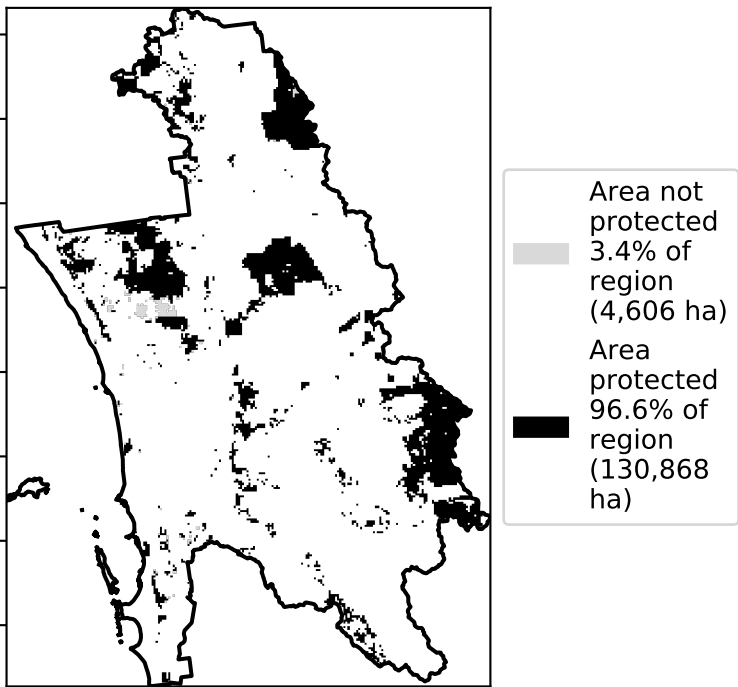 Area not
protected
3.4% of
region
(4,606 ha)
Area
protected
96.6% of
region
(130,868
ha)